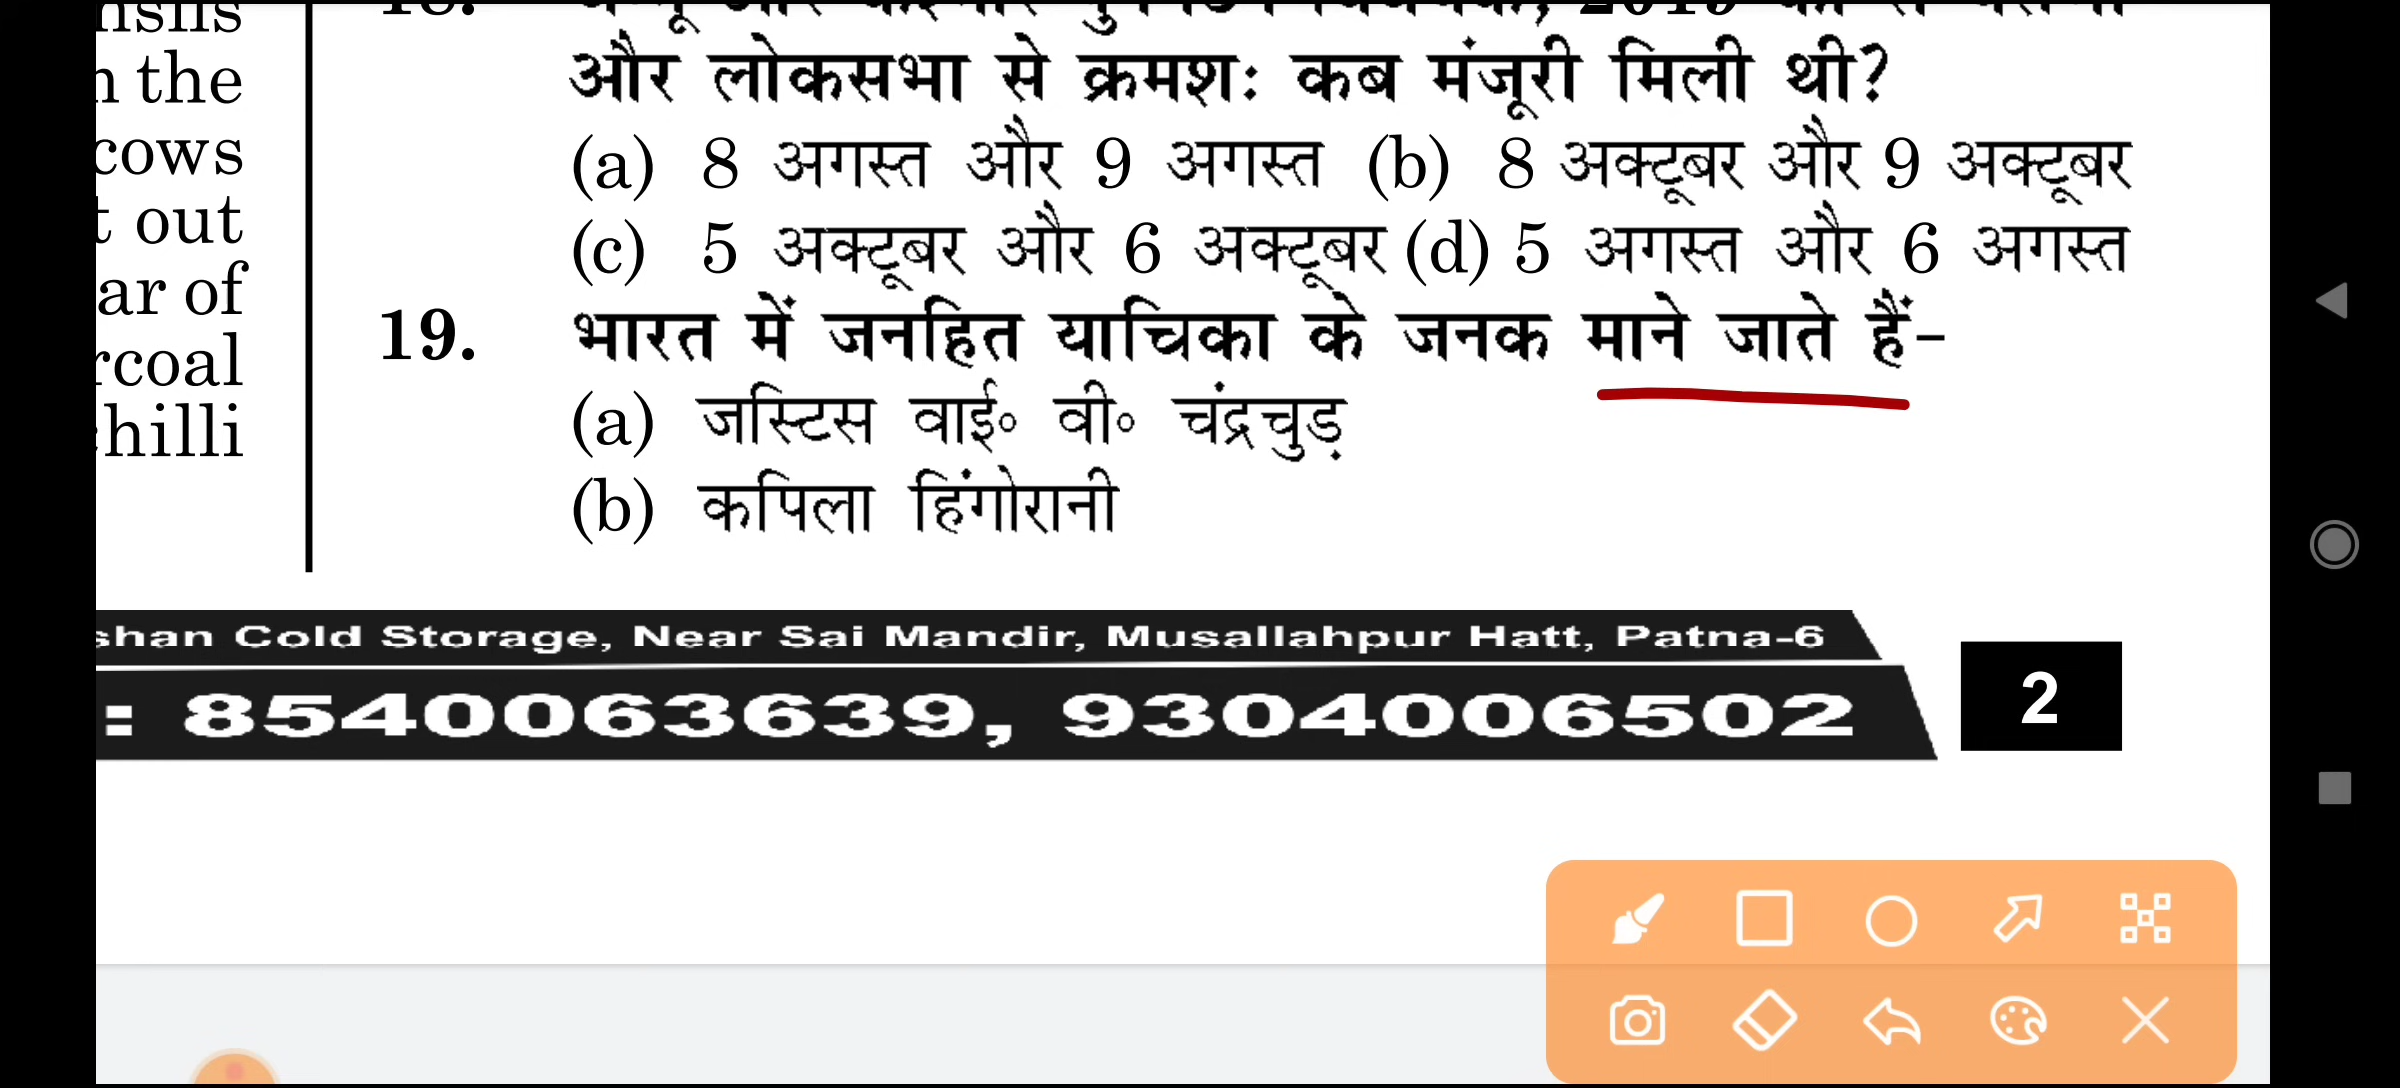 the
cows
out
ar of
rcoal
hilli
और लोकसभा से क्रमशः कब मंजूरी मिली थी?
(a) 8 अगस्त और 9 अगस्त (b) 8 अक्टूबर और 9 अक्टूबर
(c) 5 अक्टूबर और 6 अक्टूबर (d) 5 अगस्त और 6 अगस्त
19. भारत में जनहित याचिका के जनक माने जाते हैं-
(a) जस्टिस वाई॰ वी॰ चंद्रचुड़
(b) कपिला हिंगोरानी
shan Cold Storage, Near Sai Mandir, Musallahpur Hatt, Patna-6
: 8540063639, 9304006502
2